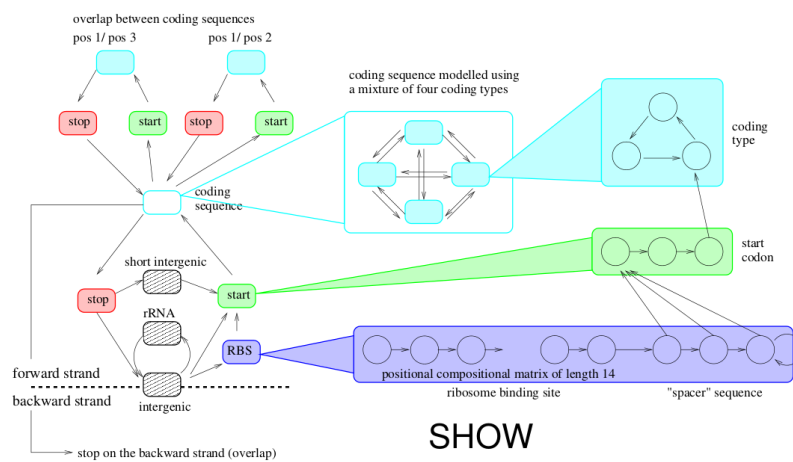 overlap between coding sequences
pos 1/ pos 3
pos 1/ pos 2
stop
start
stop
start
coding sequence modelled using
a mixture of four coding types
coding
type
coding
sequence
start
codon
short intergenic
stop
start
rRNA
RBS
intergenic
positional compositional matrix of length 14
ribosome binding site
"spacer" sequence
forward strand
backward strand
stop on the backward strand (overlap)
SHOW